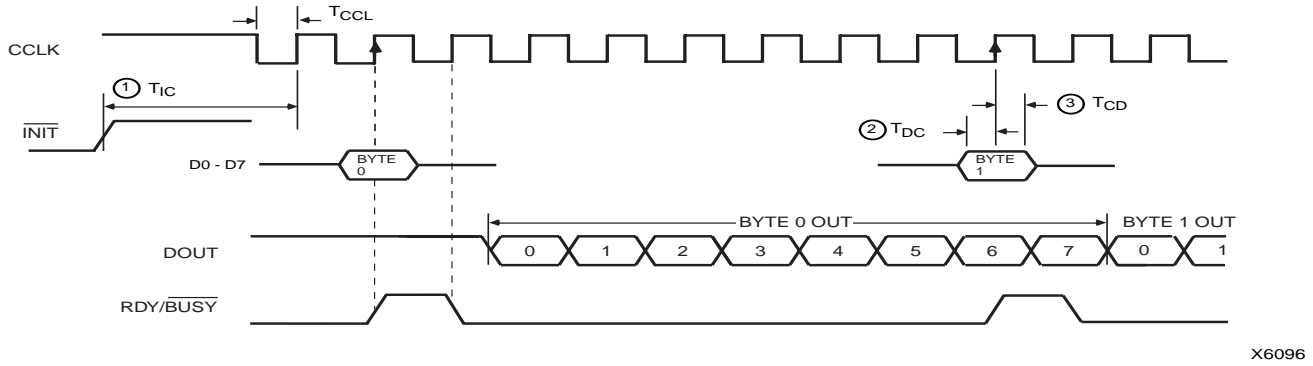 TCCL
CCLK
1 TIC
INIT
3 TCD
2 TDC
D0 - D7
BYTE 0
BYTE 1
BYTE 0 OUT
BYTE 1 OUT
DOUT
0 1 2 3 4 5 6 7 0 1
RDY/BUSY
X6096